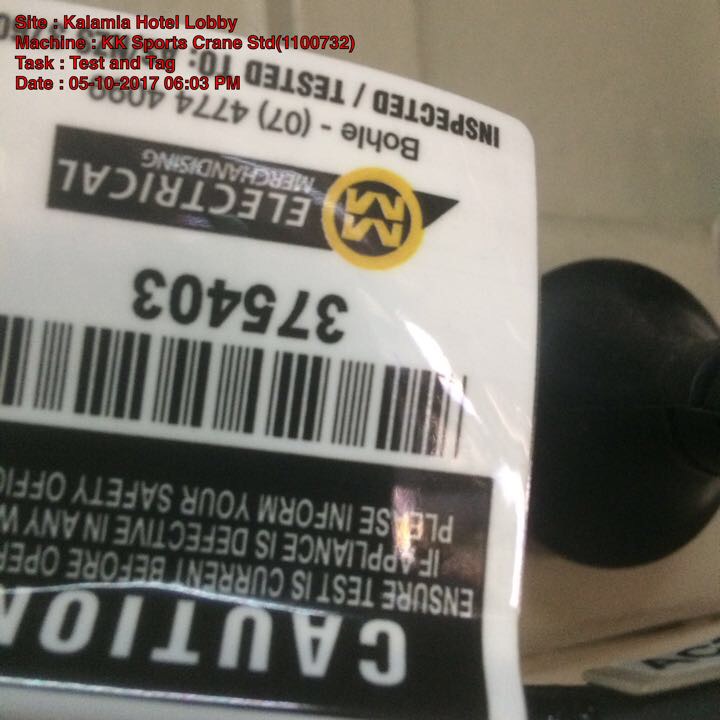 Site : Kalamia Hotel Lobby
Machine : KK Sports Crane Std(1100732)
Task : Test and Tag
Date : 05-10-2017 06:03 PM
CAUTION
ENSURE TEST IS CURRENT BEFORE
IF APPLIANCE IS DEFECTIVE IN ANY
PLEASE INFORM YOUR SAFETY
375403
MM
ELECTRICAL
MERCHANDISING
Bohle - (07) 4774 4099
INSPECTED / TESTED TO: